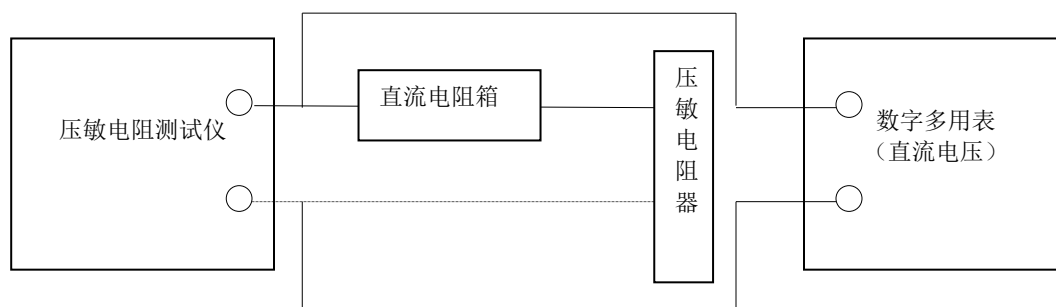 压敏电阻测试仪
直流电阻箱
压敏电阻器
数字多用表
（直流电压）